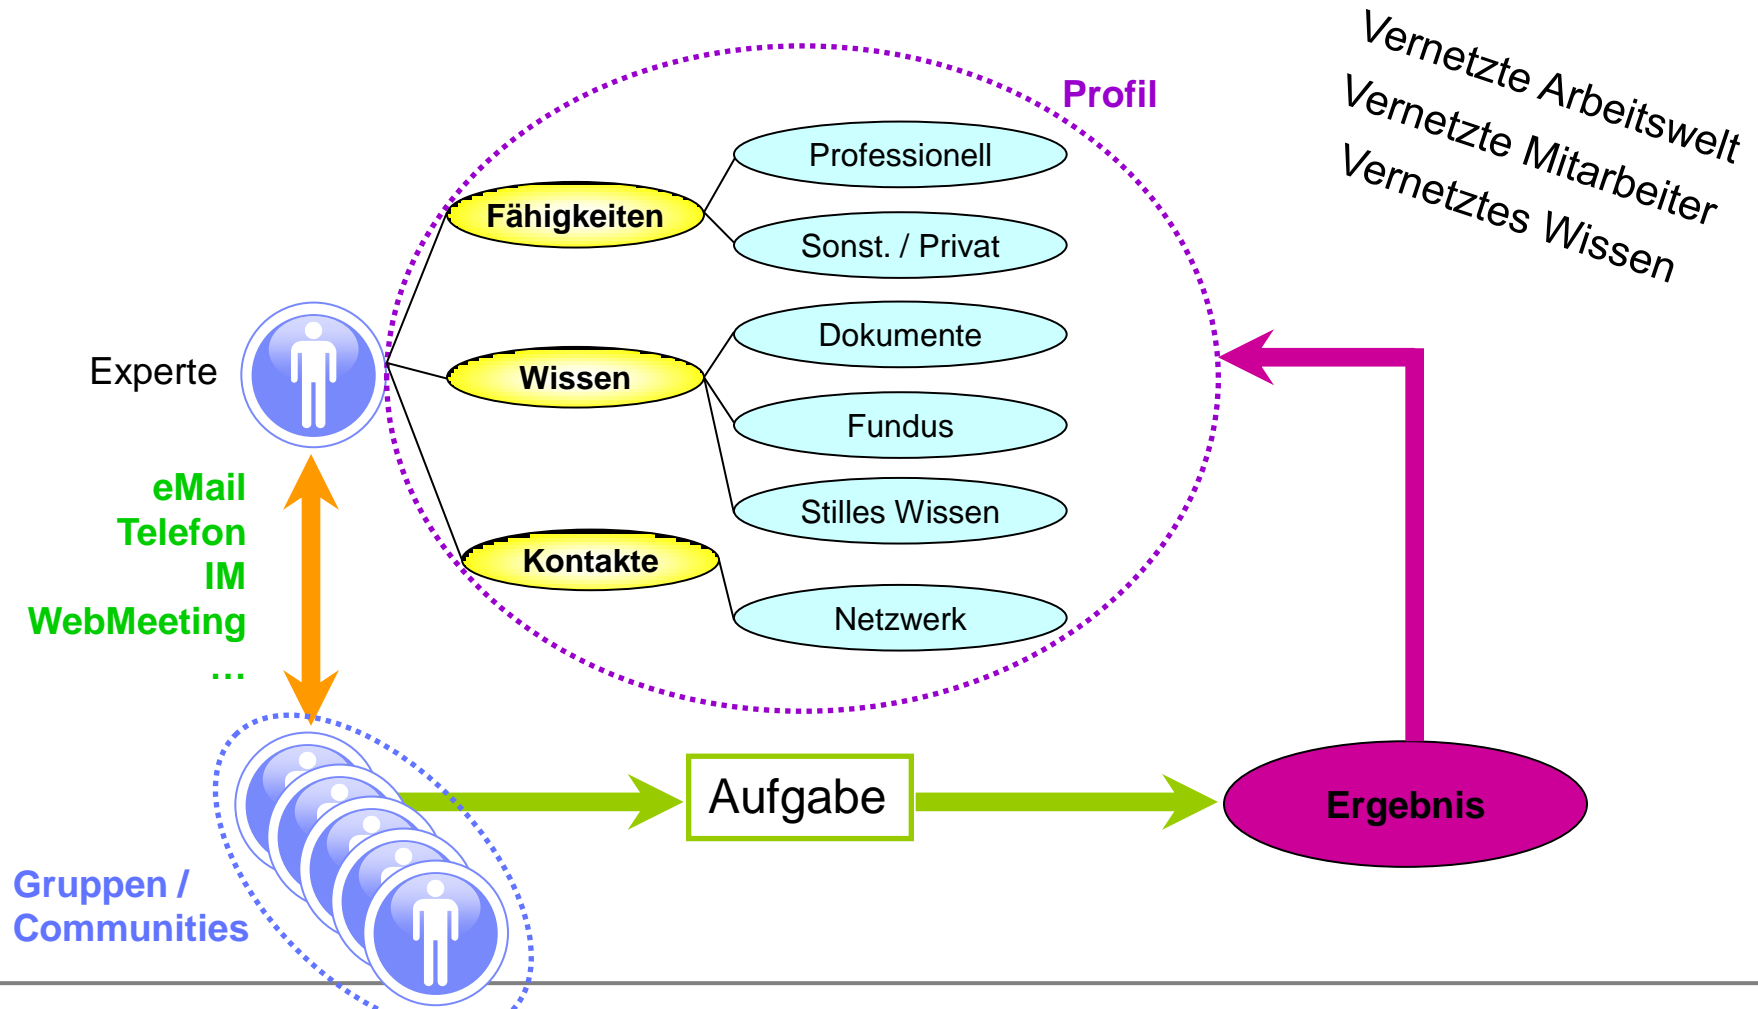 Vernetzte Arbeitswelt
Vernetzte Mitarbeiter
Vernetztes Wissen
Profil
Professionell
Fähigkeiten
Sonst. / Privat
Dokumente
Experte
Wissen
Fundus
eMail
Telefon
IM
WebMeeting
...
Stilles Wissen
Kontakte
Netzwerk
Aufgabe
Ergebnis
Gruppen /
Communities